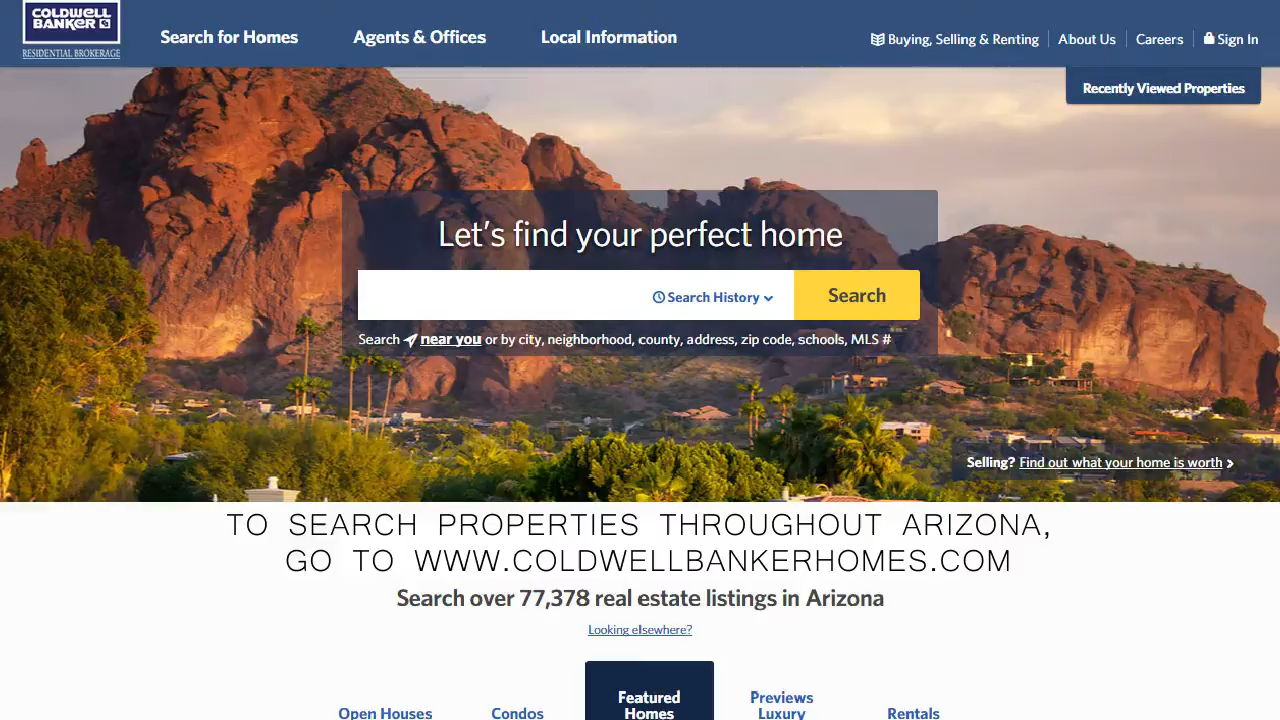 COLDWELL
BANKER
RESIDENTIAL BROKERAGE
Search for Homes
Agents & Offices
Local Information
Buying, Selling & Renting
About Us
Careers
Sign In
Recently Viewed Properties
Let's find your perfect home
Search History
Search
Search near you or by city, neighborhood, county, address, zip code, schools, MLS #
Selling? Find out what your home is worth
TO SEARCH PROPERTIES THROUGHOUT ARIZONA,
GO TO WWW.COLDWELLBANKERHOMES.COM
Search over 77,378 real estate listings in Arizona
Looking elsewhere?
Open Houses
Condos
Featured
Homes
Previews
Luxury
Rentals